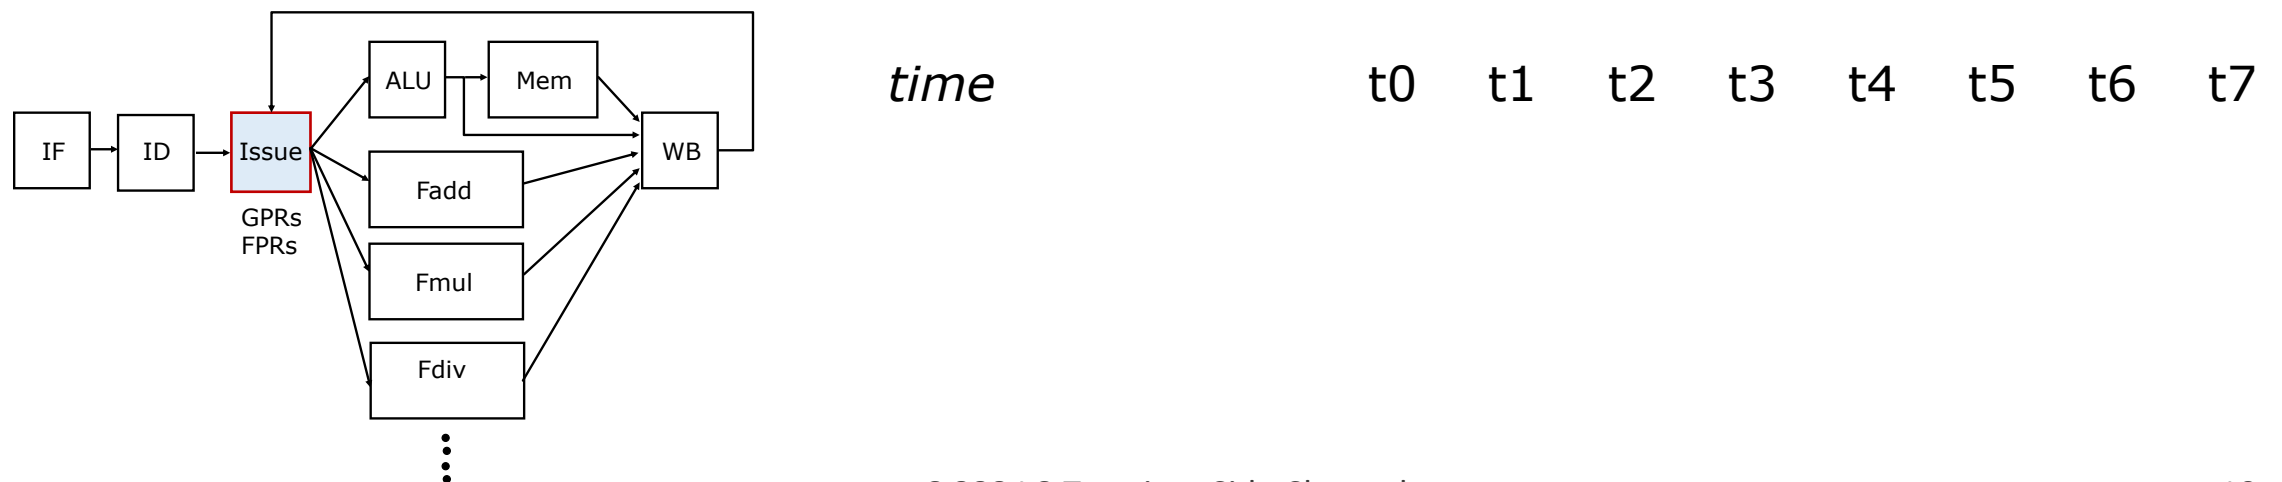 ALU
Mem
IF
ID
Issue
WB
Fadd
GPRs
FPRs
Fmul
Fdiv
time t0 t1 t2 t3 t4 t5 t6 t7